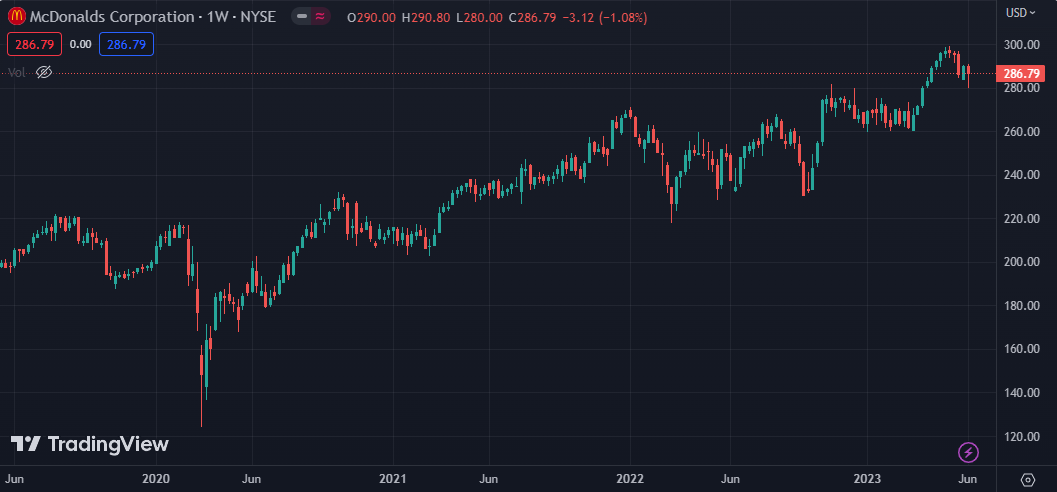 McDonalds Corporation · 1W · NYSE O290.00 H290.80 L280.00 C286.79 −3.12 (−1.08%) USD
286.79 0.00 286.79
Vol
300.00
286.79
280.00
260.00
240.00
220.00
200.00
180.00
160.00
140.00
120.00
TradingView
Jun 2020 Jun 2021 Jun 2022 Jun 2023 Jun